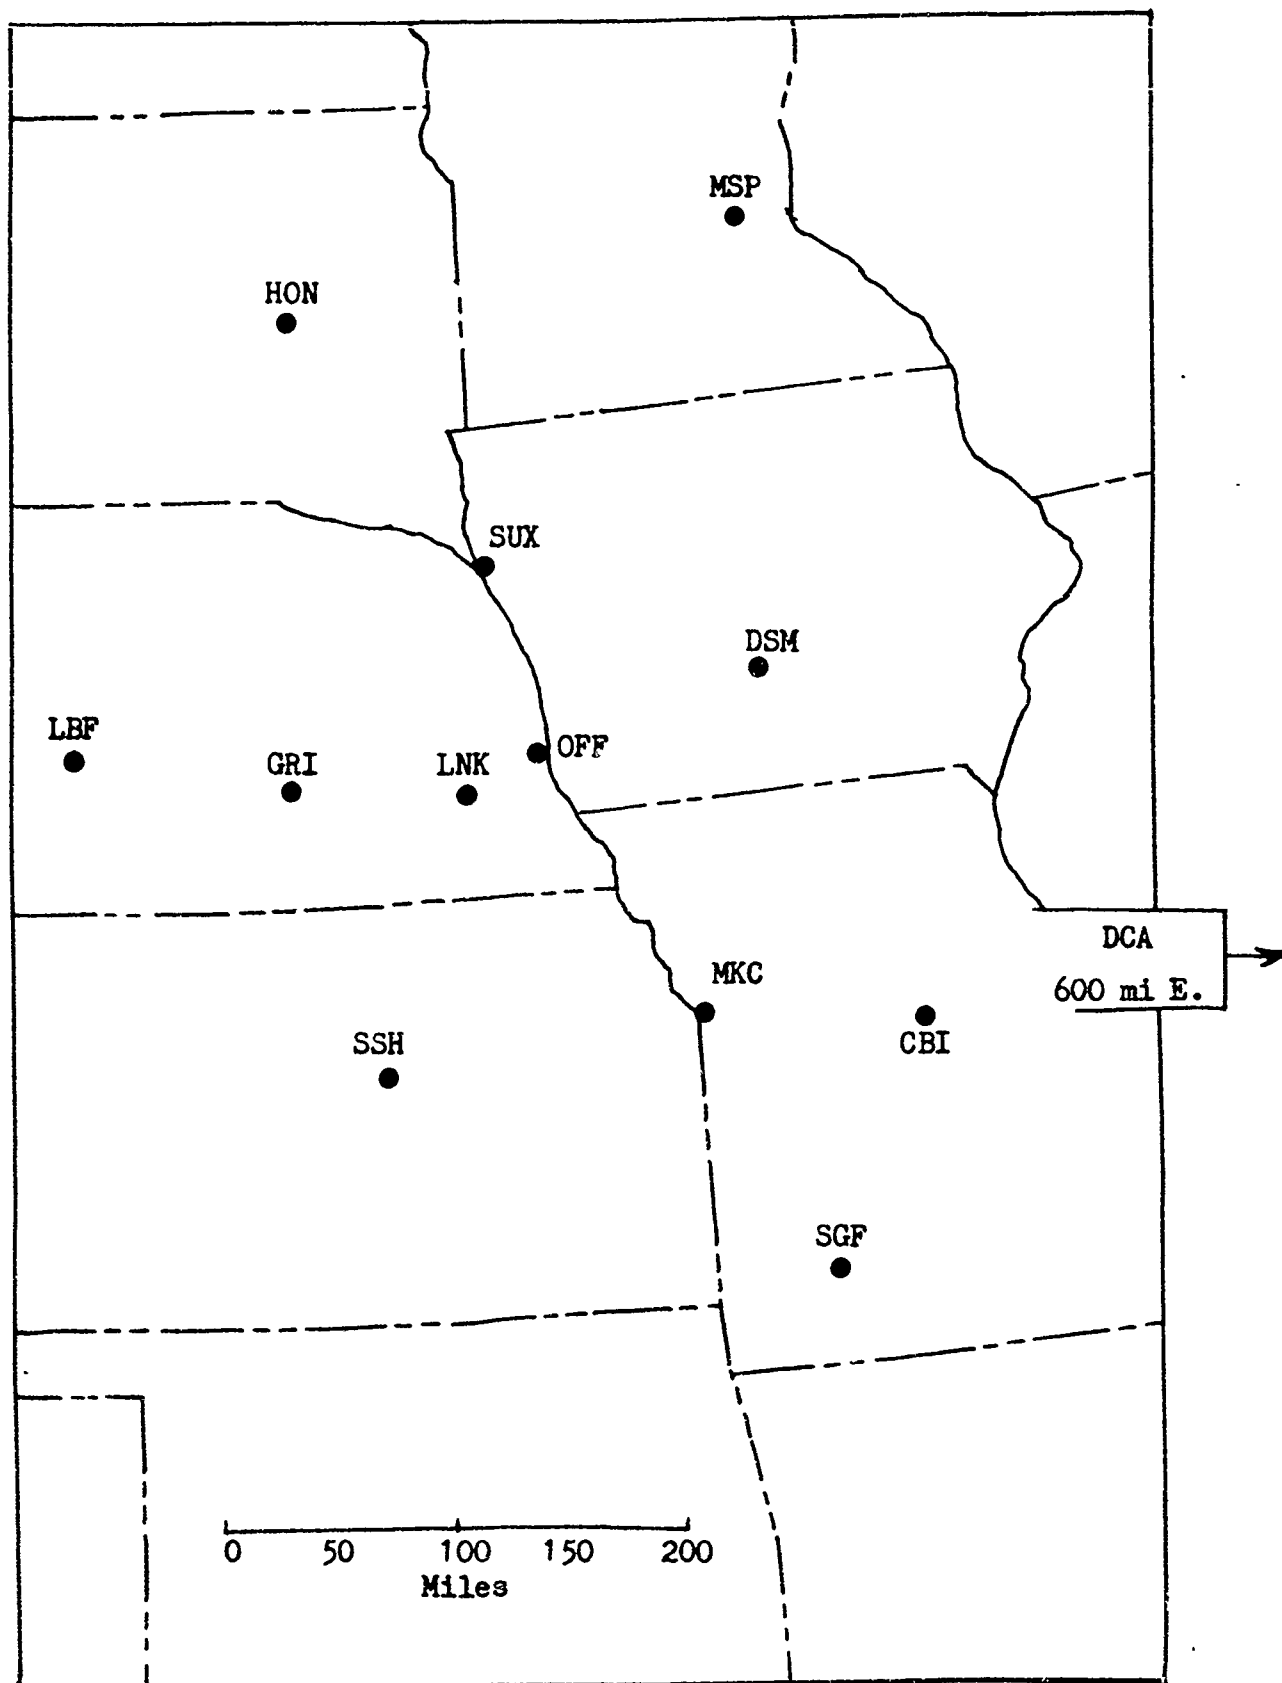 MSP
HON
SUX
DSM
LBF
OFF
GRI
LNK
DCA
600 mi E.
MKC
SSH
CBI
SGF
0 50 100 150 200
Miles